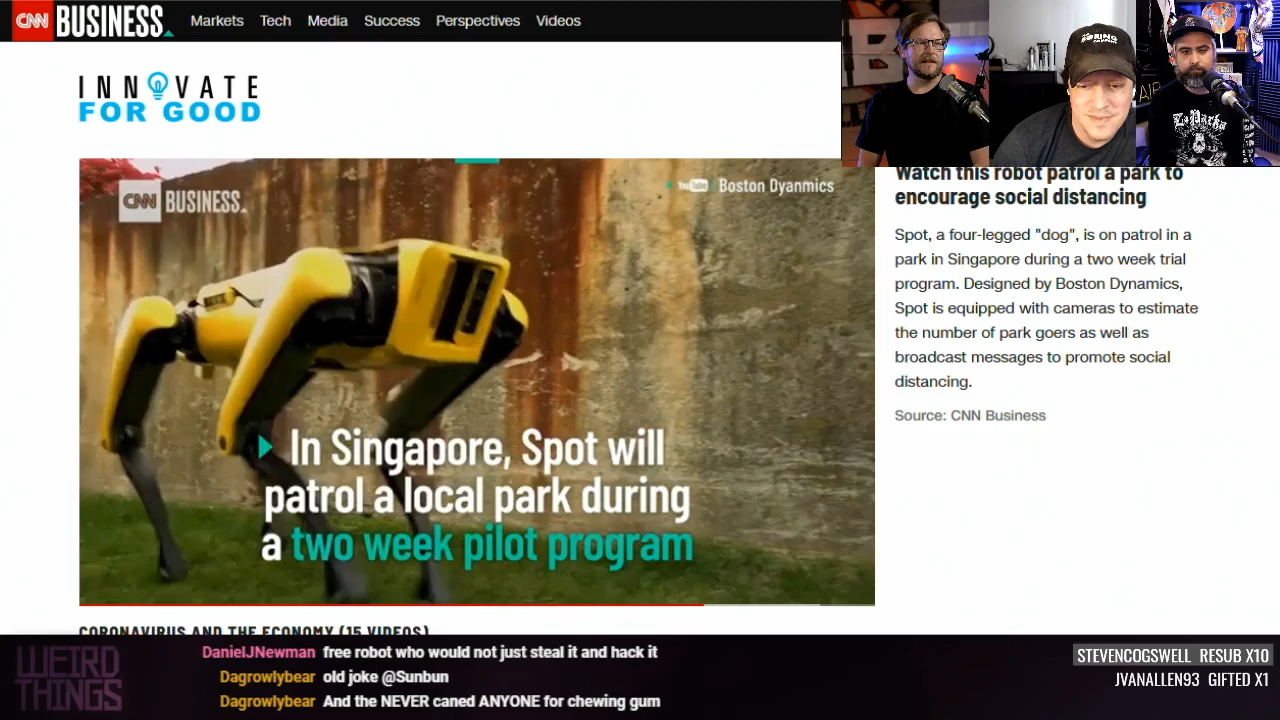 CNN BUSINESS
Markets Tech Media Success Perspectives Videos
INNOVATE
FOR GOOD
CNN BUSINESS
YouTube Boston Dyanmics
In Singapore, Spot will
patrol a local park during
a two week pilot program
Watch this robot patrol a park to
encourage social distancing
Spot, a four-legged "dog", is on patrol in a
park in Singapore during a two week trial
program. Designed by Boston Dynamics,
Spot is equipped with cameras to estimate
the number of park goers as well as
broadcast messages to promote social
distancing.
Source: CNN Business
CORONAVIRUS AND THE ECONOMY (15 VIDEOS)
WEIRD
THINGS
DanielJNewman free robot who would not just steal it and hack it
Dagrowlybear old joke @Sunbun
Dagrowlybear And the NEVER caned ANYONE for chewing gum
STEVENCOGSWELL RESUB X10
JVANALLEN93 GIFTED X1